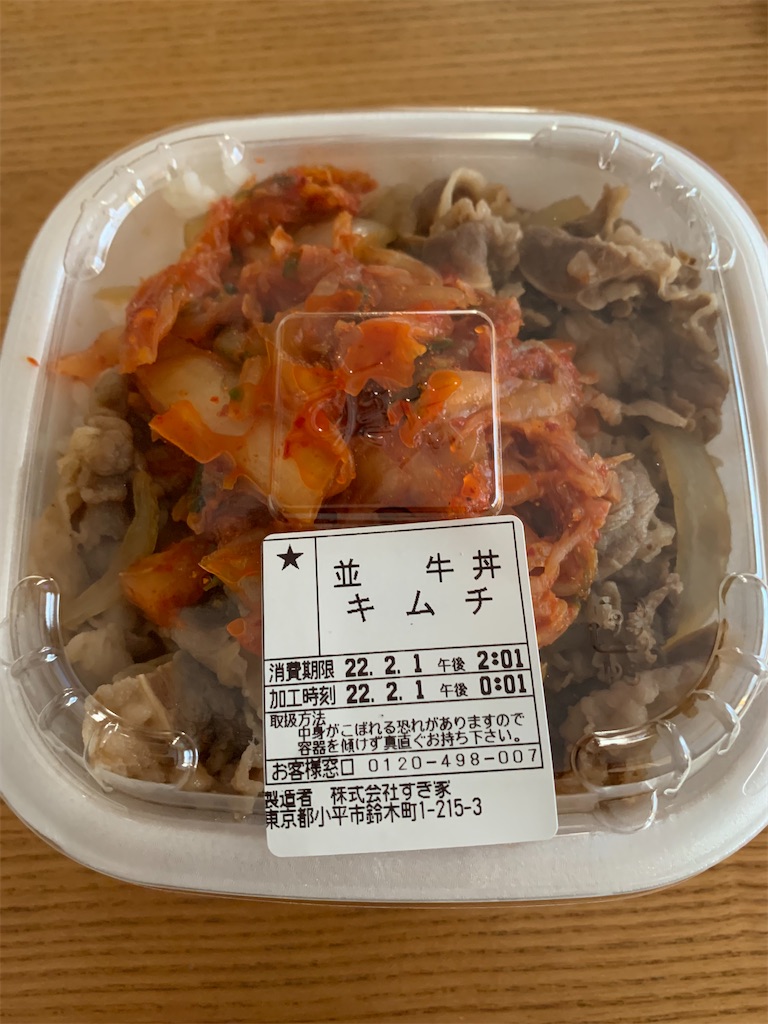 ★
並 牛丼
キムチ
消費期限 22. 2. 1 午後 2:01
加工時刻 22. 2. 1 午後 0:01
取扱方法
中身がこぼれる恐れがありますので
容器を傾けず真直ぐお持ち下さい。
お客様窓口 0120-498-007
製造者 株式会社すき家
東京都小平市鈴木町1-215-3